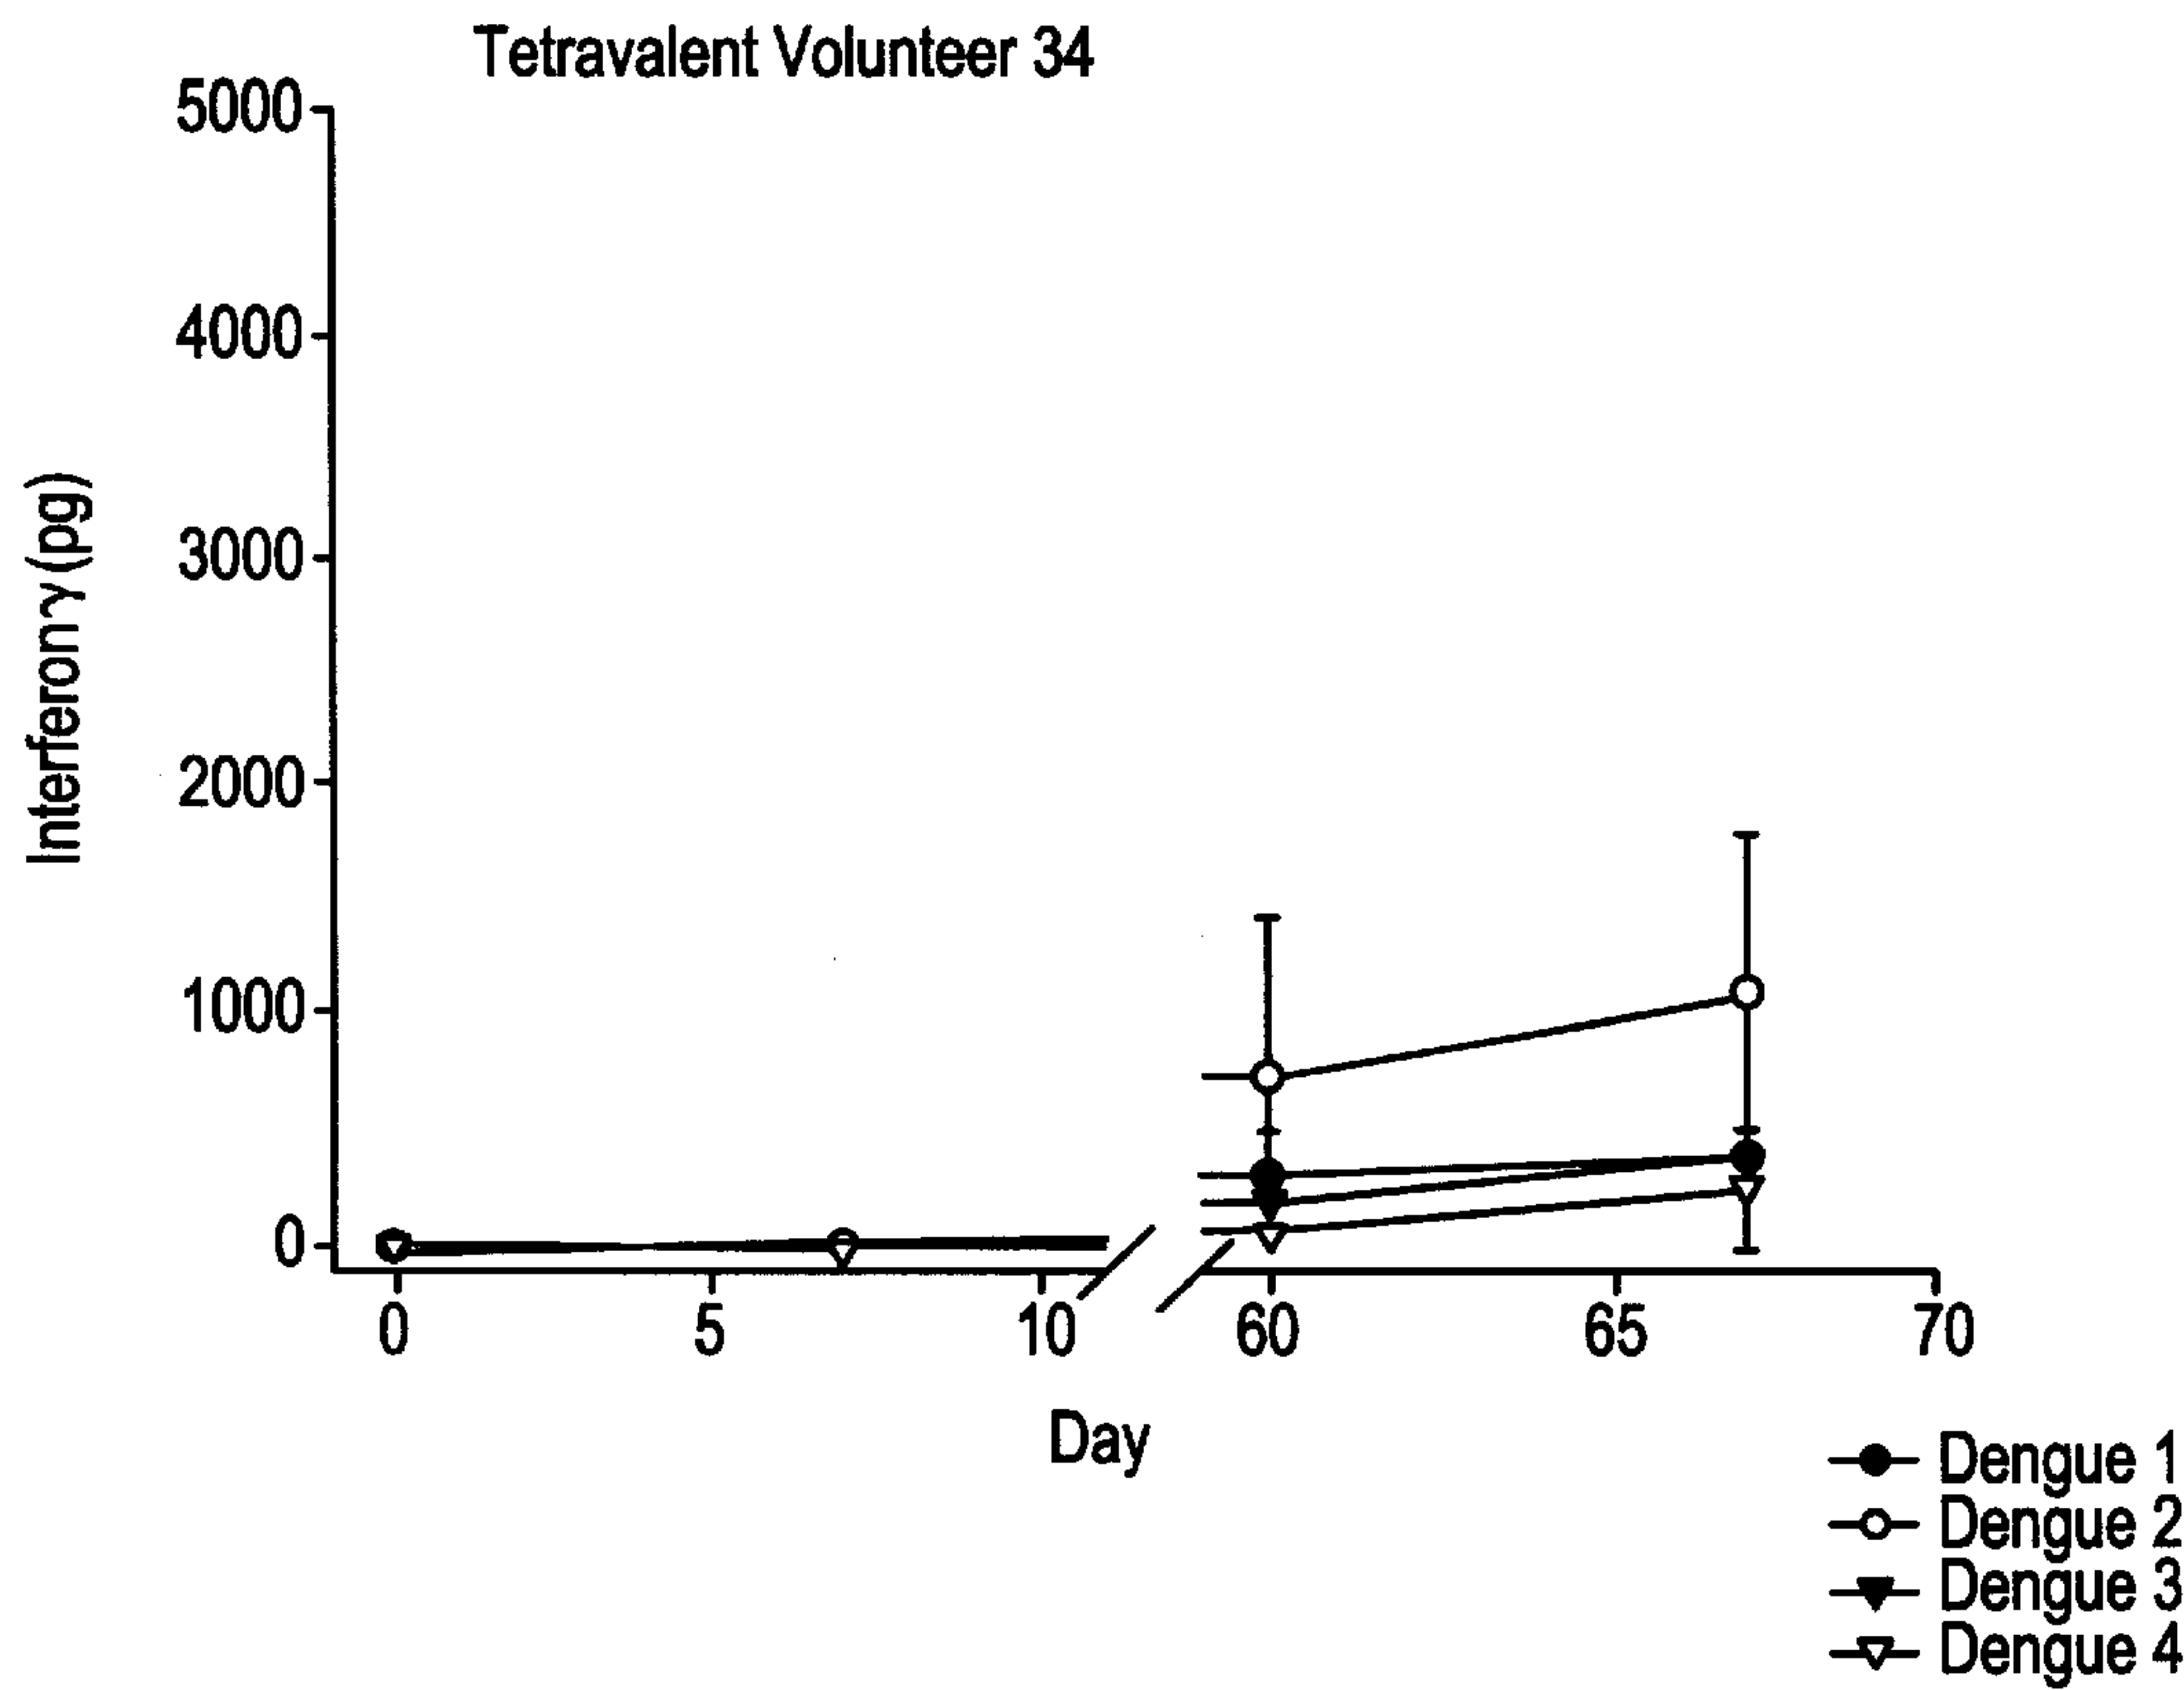 Tetravalent Volunteer 34
5000
4000
3000
2000
1000
0
Interferon γ (pg)
0 5 10 60 65 70
Day
Dengue 1
Dengue 2
Dengue 3
Dengue 4